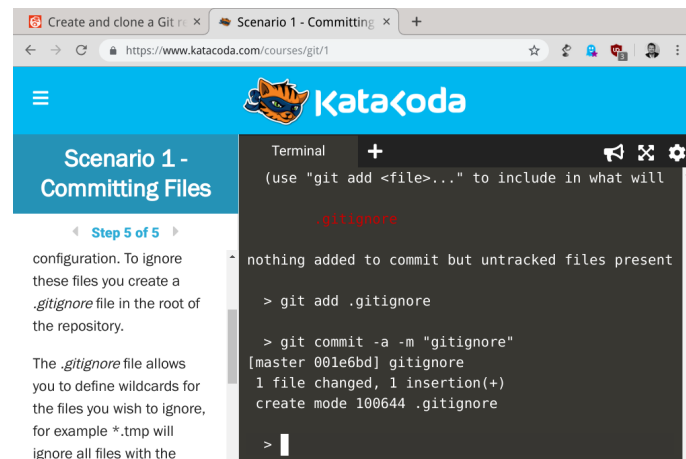 Create and clone a Git re
Scenario 1 - Committing
https://www.katacoda.com/courses/git/1
3
Katacoda
Scenario 1 -
Committing Files
Step 5 of 5
configuration. To ignore
these files you create a
.gitignore file in the root of
the repository.
The .gitignore file allows
you to define wildcards for
the files you wish to ignore,
for example *.tmp will
ignore all files with the
Terminal
(use "git add <file>..." to include in what will
.gitignore
nothing added to commit but untracked files present
> git add .gitignore
> git commit -a -m "gitignore"
[master 001e6bd] gitignore
1 file changed, 1 insertion(+)
create mode 100644 .gitignore
>